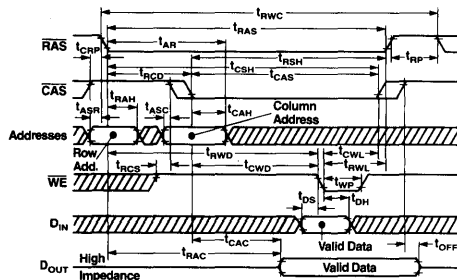 tRWC
tRAS
RAS
tAR
tCRP
tRSH
tRP
tCSH
tRCD
tCAS
CAS
tASR
tRAH
tASC
tCAH
Column
Address
Addresses
Row
Add.
tRWD
tCWL
tRWL
tRCS
tCWD
tWP
WE
tDS
tDH
DIN
Valid Data
tCAC
tOFF
tRAC
DOUT
High
Impedance
Valid Data